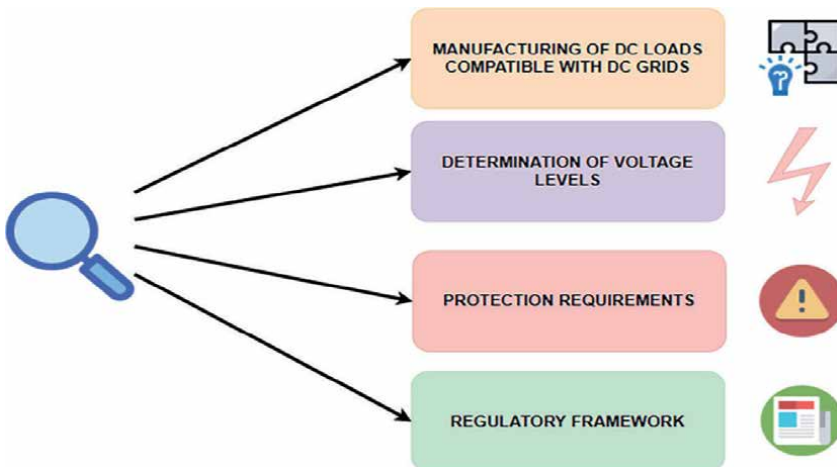 MANUFACTURING OF DC LOADS
COMPATIBLE WITH DC GRIDS
DETERMINATION OF VOLTAGE
LEVELS
PROTECTION REQUIREMENTS
REGULATORY FRAMEWORK